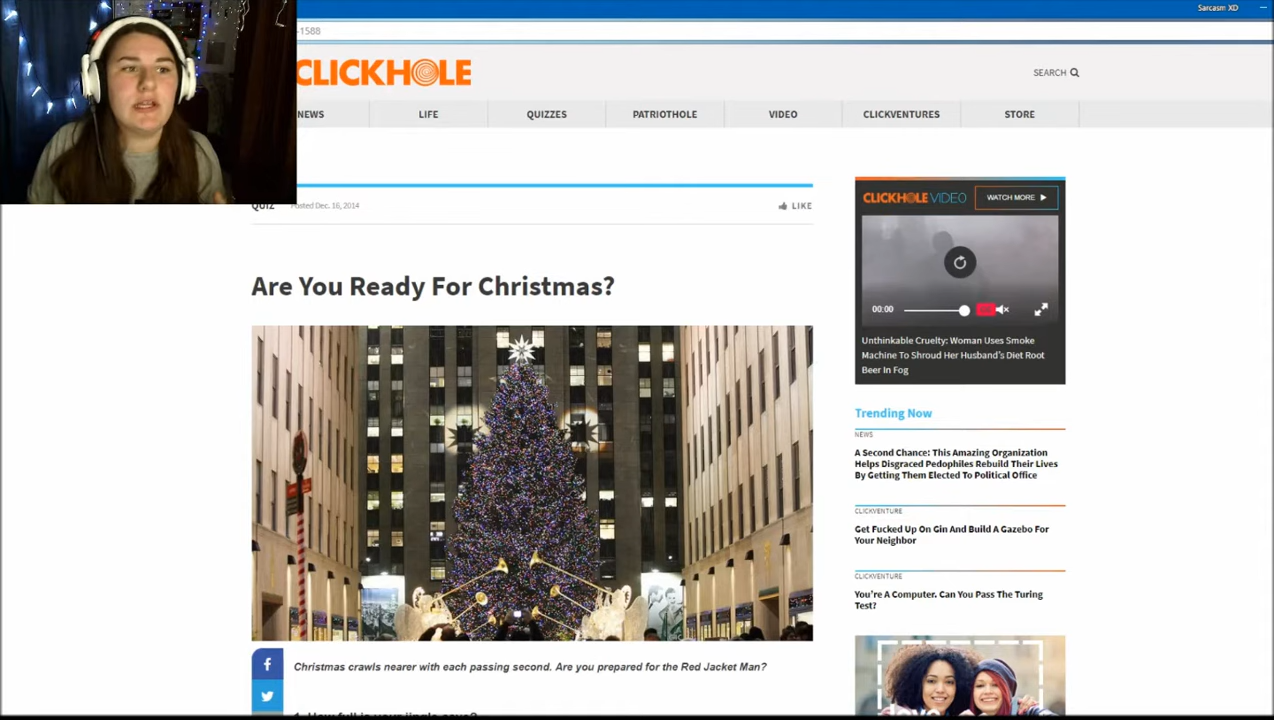 Sarcasm XD
-1588
CLICKHOLE
SEARCH
NEWS
LIFE
QUIZZES
PATRIOTHOLE
VIDEO
CLICKVENTURES
STORE
QUIZ
Posted Dec. 16, 2014
LIKE
Are You Ready For Christmas?
Christmas crawls nearer with each passing second. Are you prepared for the Red Jacket Man?
CLICKHOLE VIDEO
WATCH MORE
00:00
Unthinkable Cruelty: Woman Uses Smoke
Machine To Shroud Her Husband's Diet Root
Beer In Fog
Trending Now
NEWS
A Second Chance: This Amazing Organization
Helps Disgraced Pedophiles Rebuild Their Lives
By Getting Them Elected To Political Office
CLICKVENTURE
Get Fucked Up On Gin And Build A Gazebo For
Your Neighbor
CLICKVENTURE
You're A Computer. Can You Pass The Turing
Test?